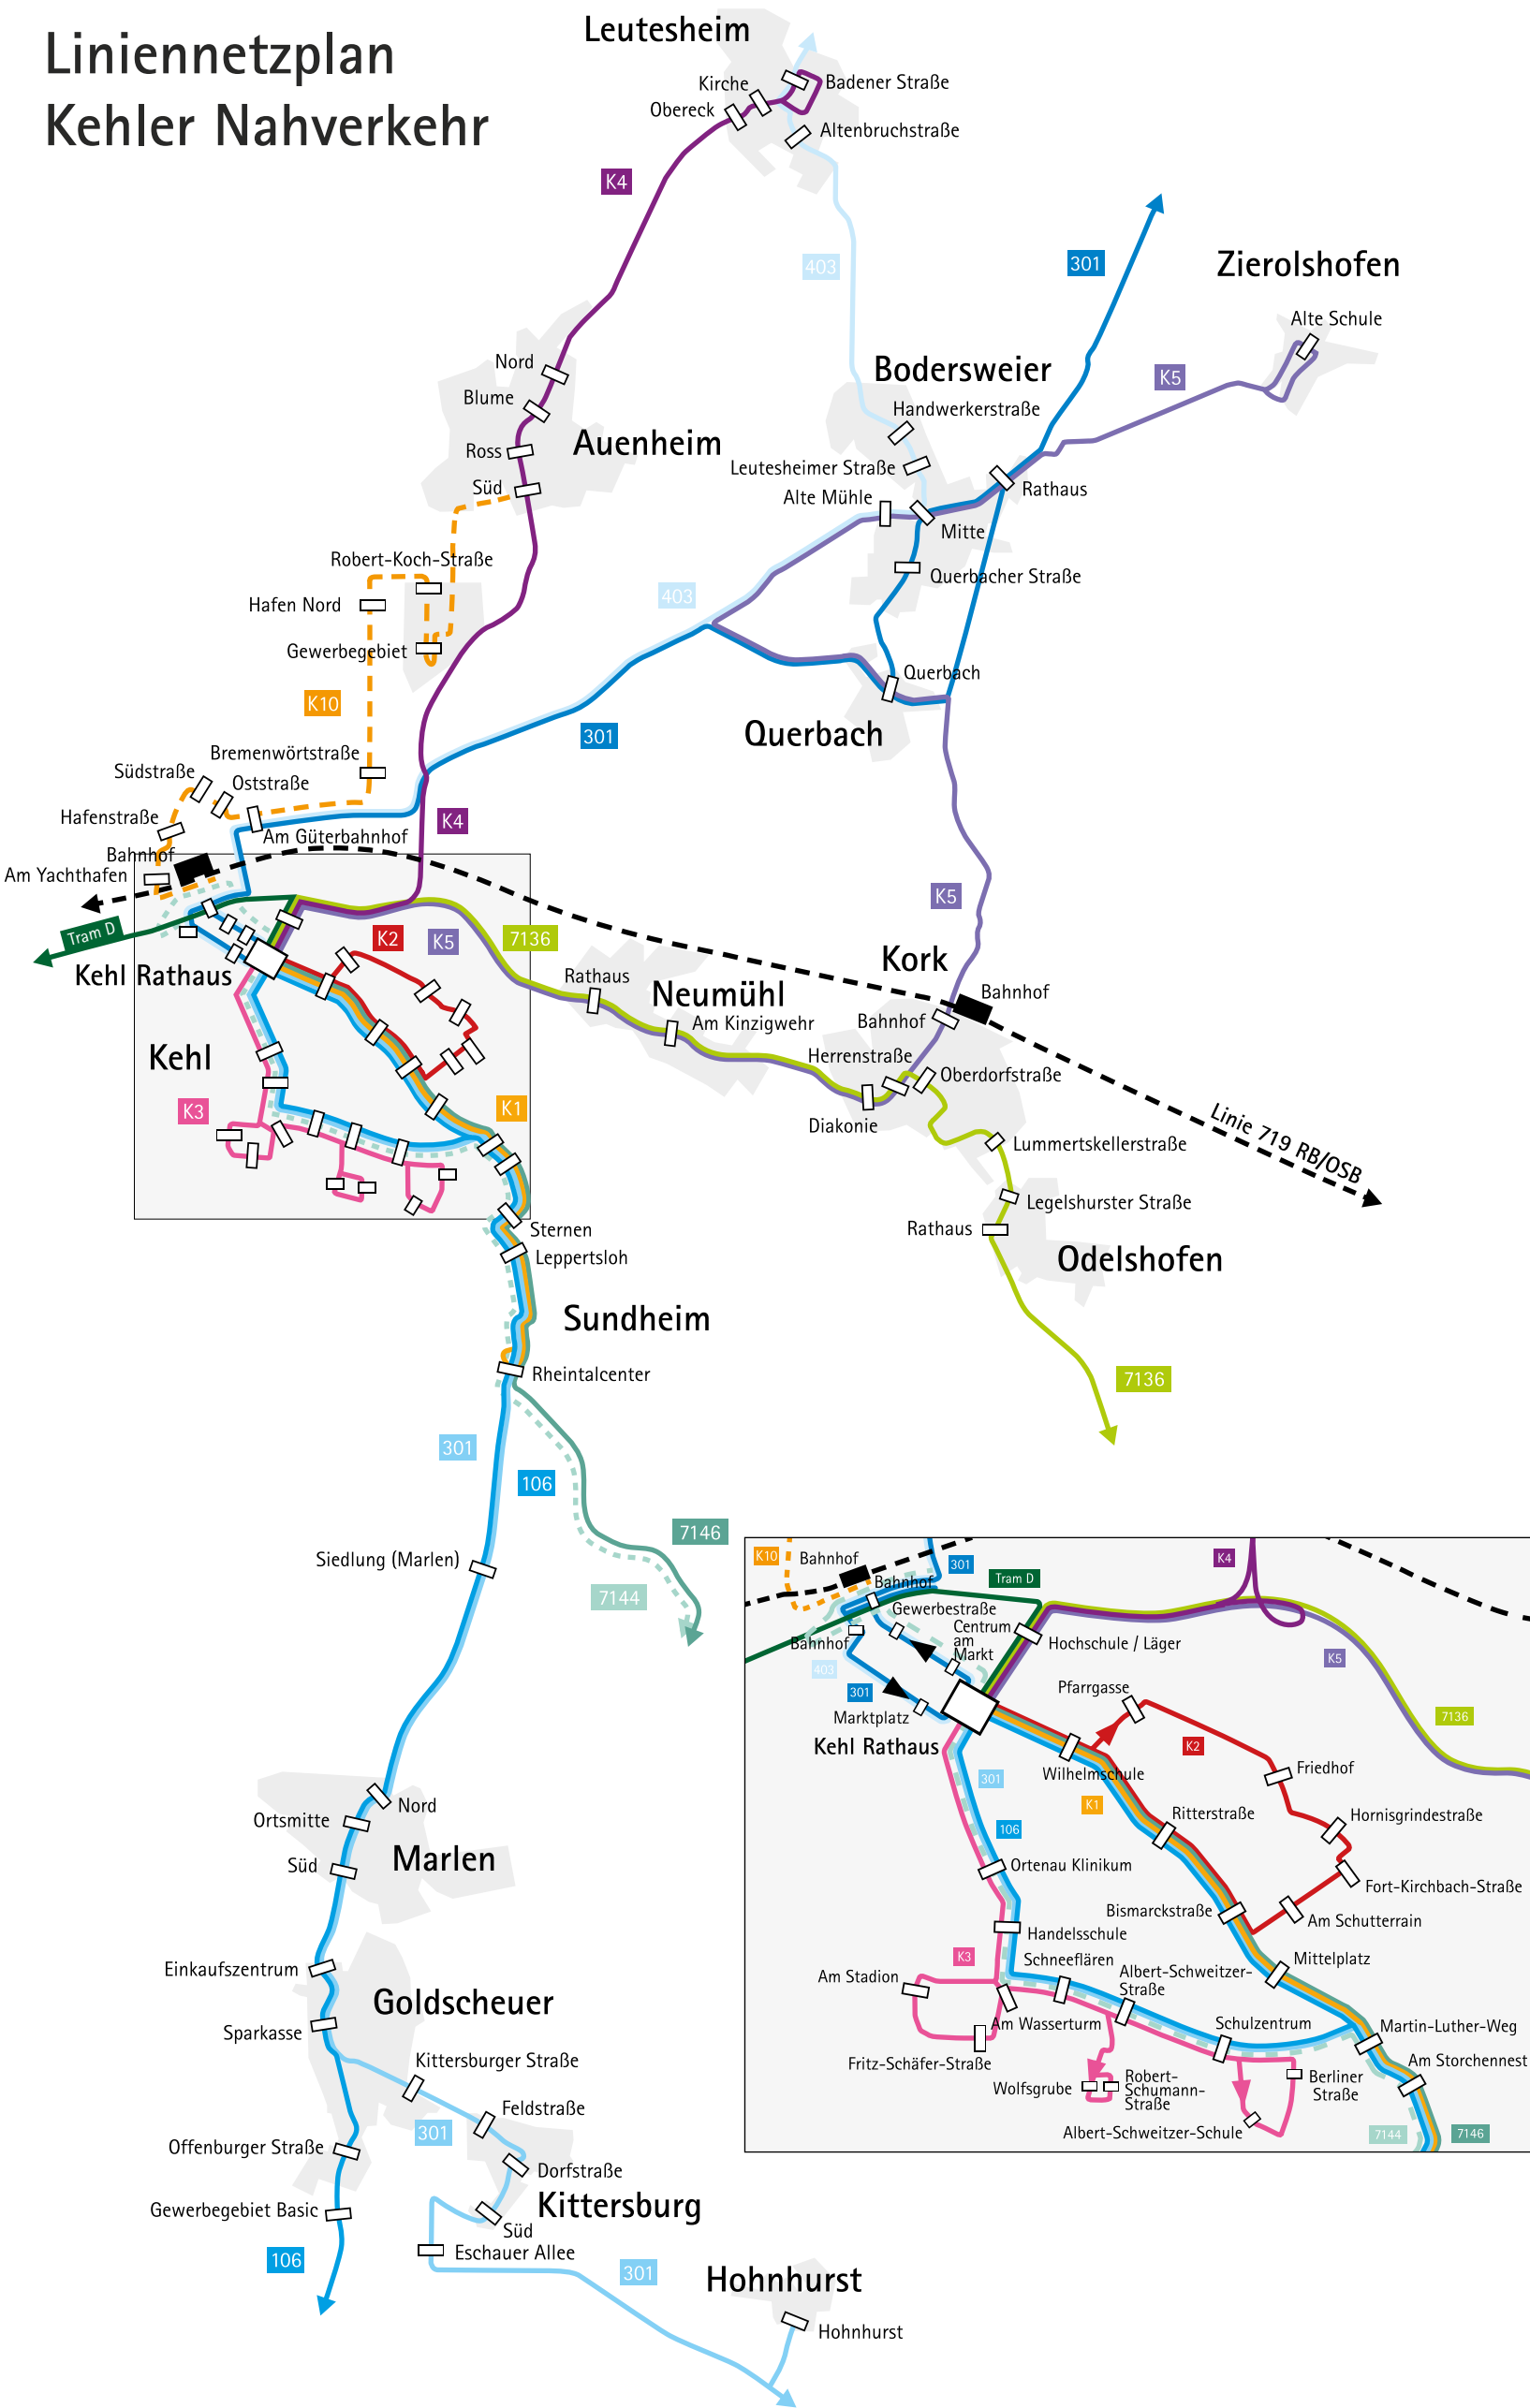 Liniennetzplan
Kehler Nahverkehr
Leutesheim
Kirche
Badener Straße
Obereck
Altenbruchstraße
K4
403
301
Zierolshofen
Alte Schule
K5
Bodersweier
Handwerkerstraße
Leutesheimer Straße
Alte Mühle
Rathaus
Mitte
Querbacher Straße
Nord
Blume
Auenheim
Ross
Süd
Robert-Koch-Straße
Hafen Nord
Gewerbegebiet
403
K10
301
Querbach
Querbach
Bremenwörtstraße
Südstraße
Oststraße
Hafenstraße
Am Güterbahnhof
K4
Bahnhof
Am Yachthafen
Tram D
Kehl Rathaus
K2
K5
7136
K5
Kork
Bahnhof
Bahnhof
Rathaus
Neumühl
Am Kinzigwehr
Herrenstraße
Oberdorfstraße
Diakonie
Lummertskellerstraße
Linie 719 RB/OSB
Legelshurster Straße
Rathaus
Odelshofen
7136
Kehl
K3
K1
Sternen
Leppertsloh
Sundheim
Rheintalcenter
301
106
7146
7144
Siedlung (Marlen)
Nord
Ortsmitte
Süd
Marlen
Einkaufszentrum
Goldscheuer
Sparkasse
Kittersburger Straße
Feldstraße
301
Offenburger Straße
Dorfstraße
Kittersburg
Gewerbegebiet Basic
Süd
Eschauer Allee
106
301
Hohnhurst
Hohnhurst
K10
Bahnhof
301
Tram D
K4
Bahnhof
Gewerbestraße
Centrum
am
Markt
Bahnhof
403
301
Marktplatz
Kehl Rathaus
Hochschule / Läger
K5
7136
Pfarrgasse
K2
Wilhelmschule
Friedhof
301
K1
Ritterstraße
Hornisgrindestraße
106
Ortenau Klinikum
Fort-Kirchbach-Straße
Bismarckstraße
Am Schutterrain
Handelsschule
K3
Schneeflären
Mittelplatz
Am Stadion
Albert-Schweitzer-
Straße
Am Wasserturm
Schulzentrum
Martin-Luther-Weg
Fritz-Schäfer-Straße
Am Storchennest
Wolfsgrube
Robert-
Schumann-
Straße
Berliner
Straße
Albert-Schweitzer-Schule
7144
7146